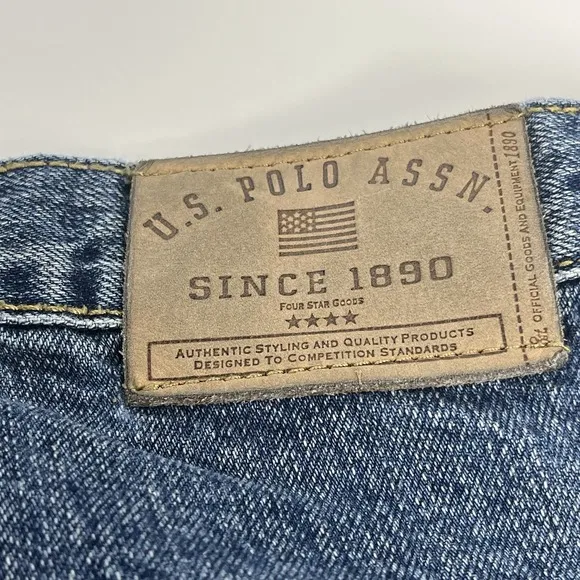 U.S. POLO ASSN.
SINCE 1890
FOUR STAR GOODS
AUTHENTIC STYLING AND QUALITY PRODUCTS
DESIGNED TO COMPETITION STANDARDS
OFFICIAL GOODS AND EQUIPMENT 1890